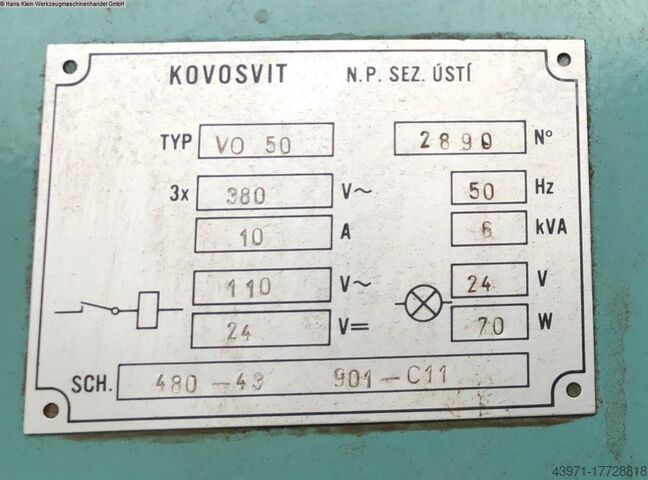 © Hans Klein Werkzeugmaschinenhandel GmbH
KOVOSVIT N.P. SEZ. ÚSTÍ
TYP VO 50 2890 N°
3x 380 V~ 50 Hz
10 A 6 kVA
110 V~ 24 V
24 V= 70 W
SCH. 480-43 901-C11
43971-17728818